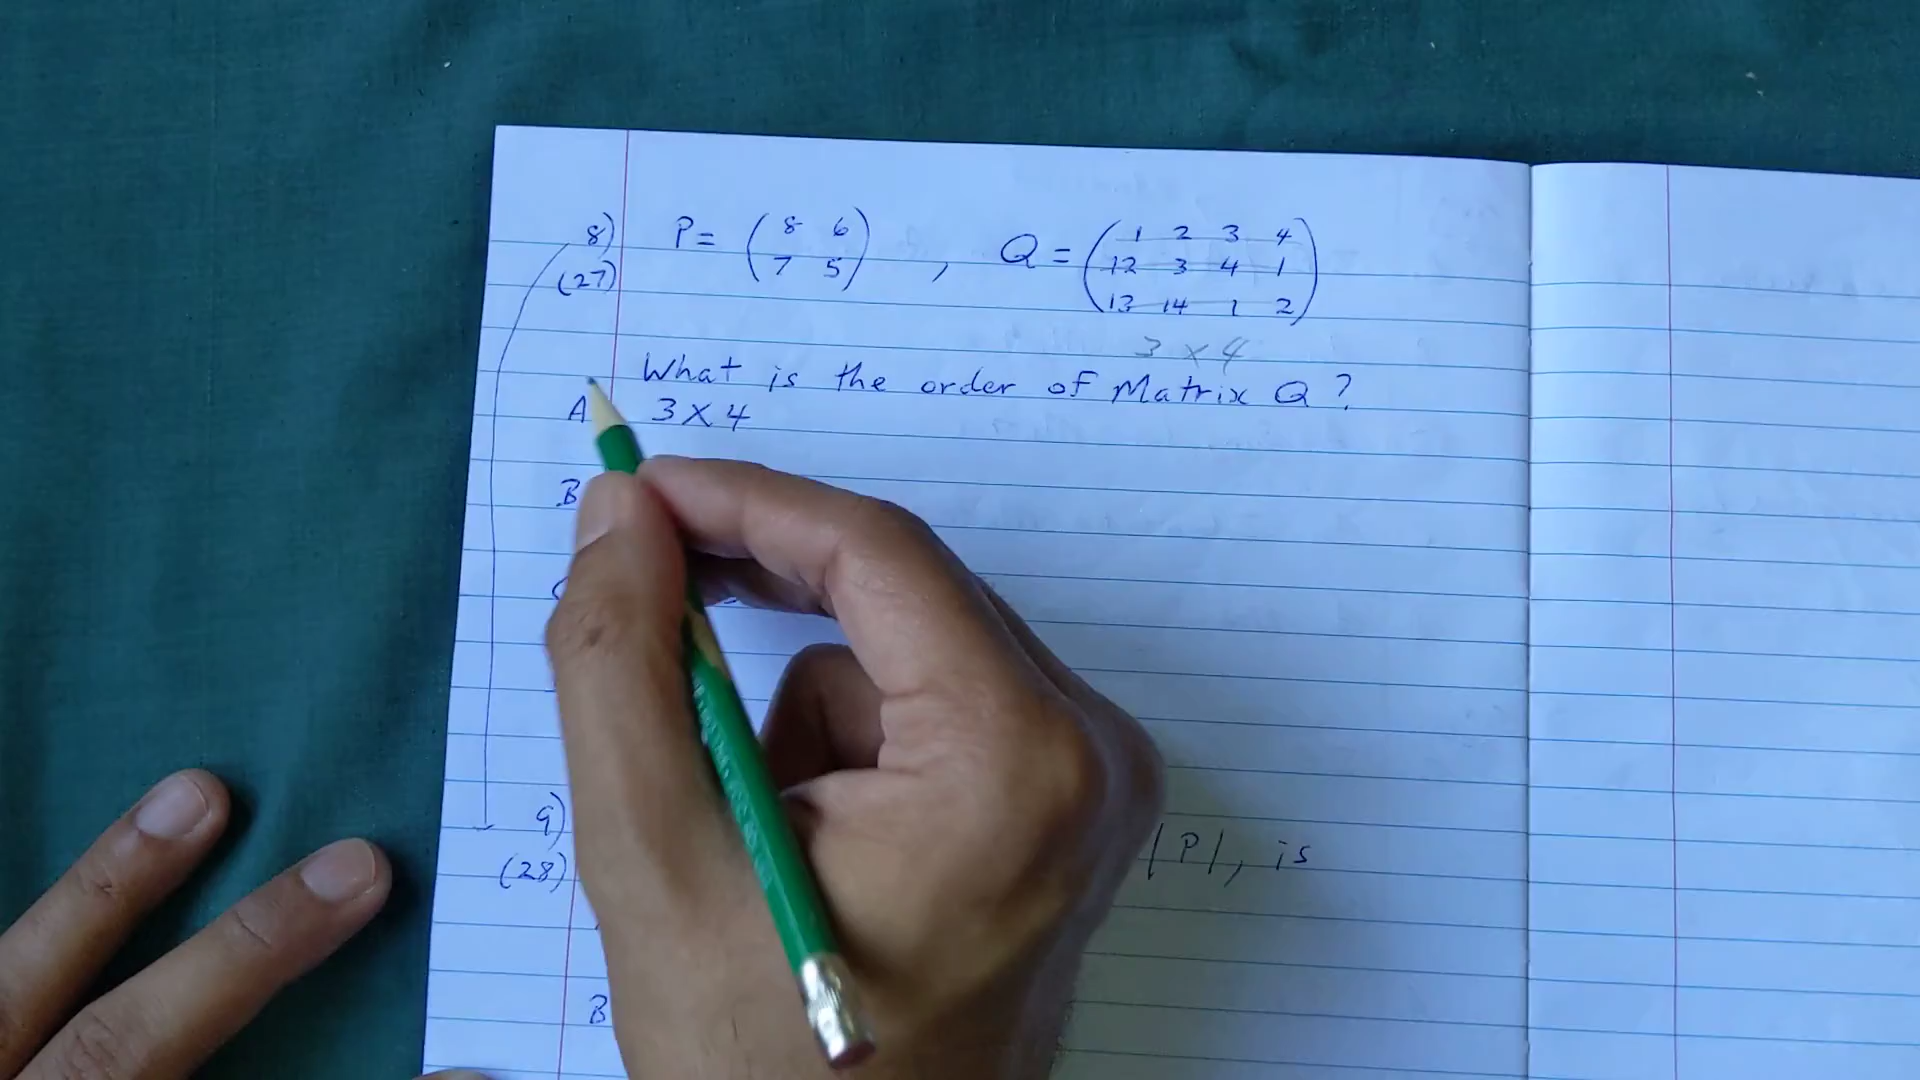 8) P = ( 8 6 , Q = ( 1 2 3 4
(27) 7 5 ) 12 3 4 1
13 14 1 2 )
3 x 4
What is the order of Matrix Q ?
A 3 X 4
B
9) |P|, is
(28)
B